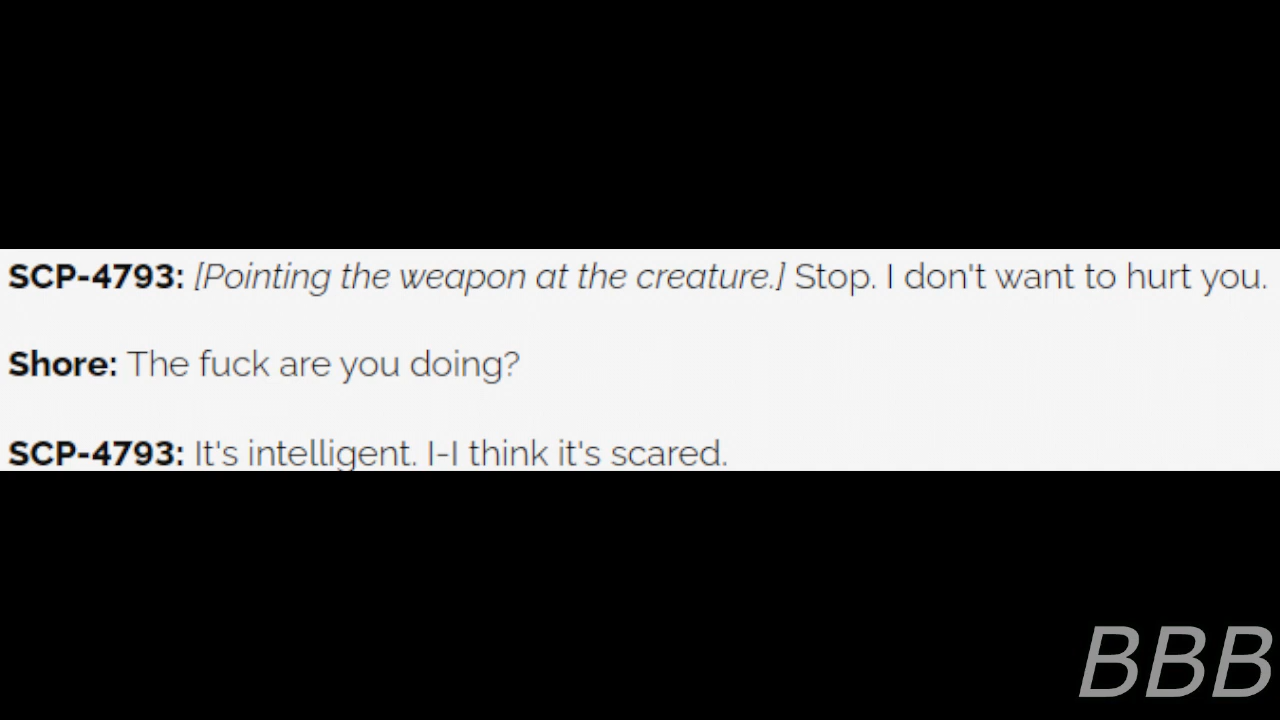 SCP-4793: [Pointing the weapon at the creature.] Stop. I don't want to hurt you.
Shore: The fuck are you doing?
SCP-4793: It's intelligent. I-I think it's scared.
BBB